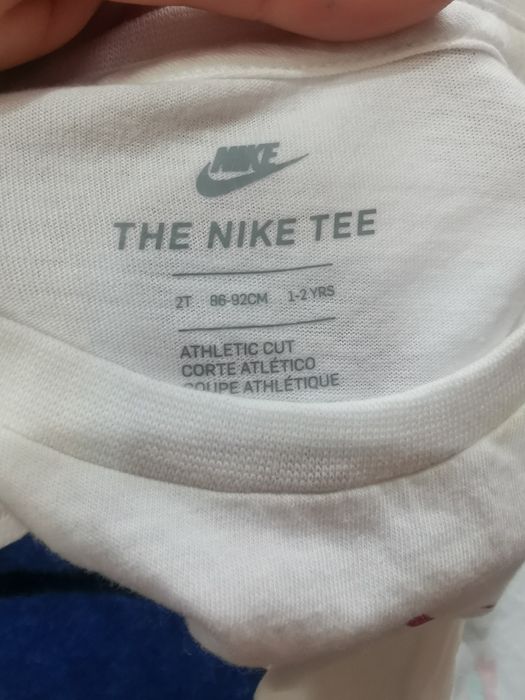 NIKE
THE NIKE TEE
2T 86-92CM 1-2 YRS
ATHLETIC CUT
CORTE ATLÉTICO
COUPE ATHLÉTIQUE